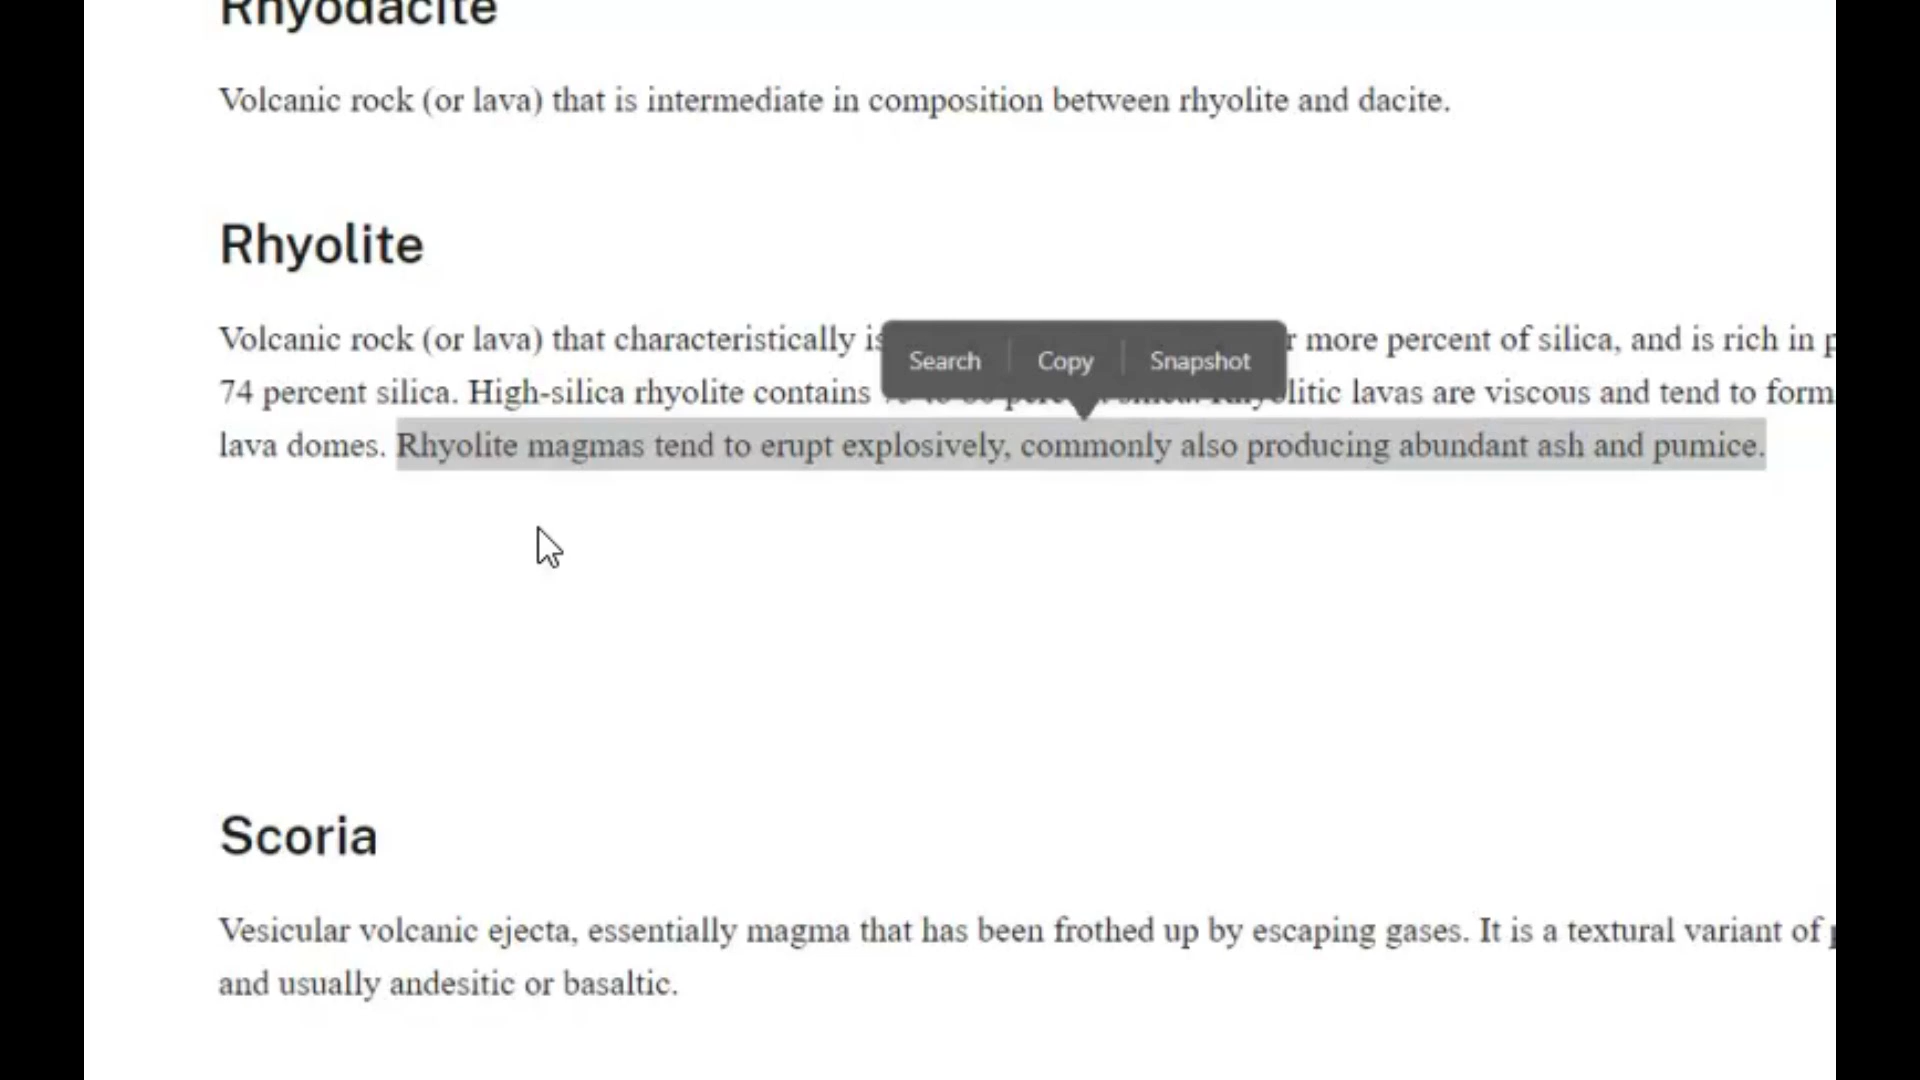 Rhyodacite
Volcanic rock (or lava) that is intermediate in composition between rhyolite and dacite.
Rhyolite
Volcanic rock (or lava) that characteristically is more percent of silica, and is rich in
Search Copy Snapshot
74 percent silica. High-silica rhyolite contains lavas are viscous and tend to form
lava domes. Rhyolite magmas tend to erupt explosively, commonly also producing abundant ash and pumice.
Scoria
Vesicular volcanic ejecta, essentially magma that has been frothed up by escaping gases. It is a textural variant of
and usually andesitic or basaltic.